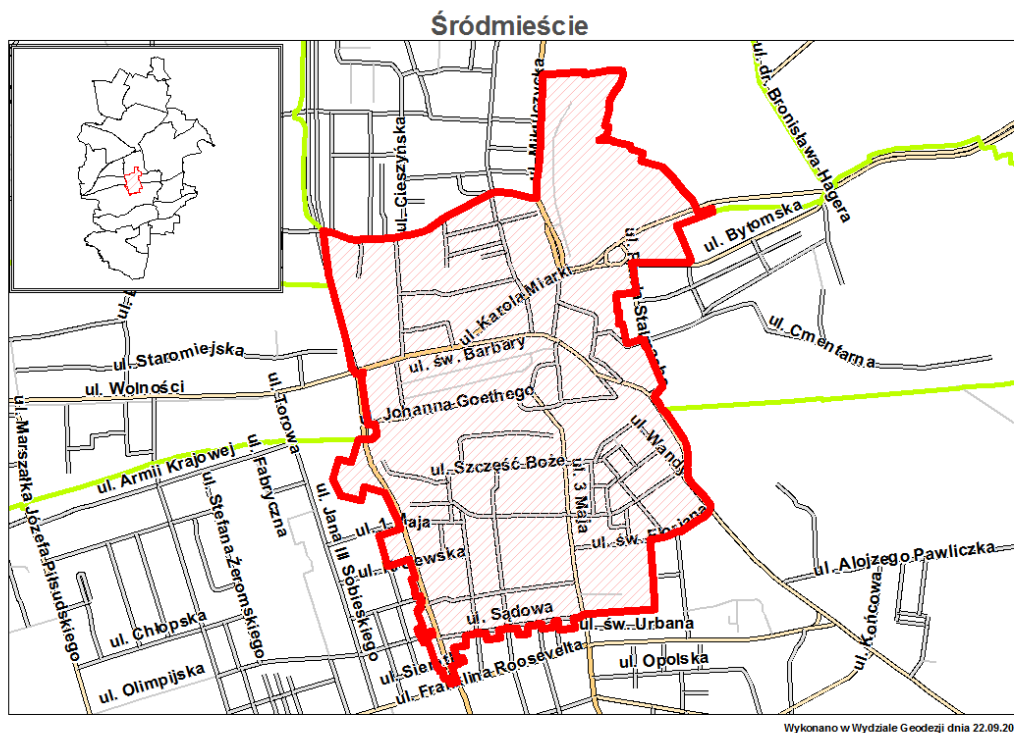 Śródmieście
ul. dr. Bronisława Hagera
ul. Mikulczycka
ul. Cieszyńska
ul. Bytomska
ul. Karola Miarki
ul. Cmentarna
ul. św. Barbary
ul. Staromiejska
ul. Wolności
Johanna Goethego
ul. Torowa
ul. Wandy
ul. Marszałka Józefa Piłsudskiego
ul. Armii Krajowej
ul. Fabryczna
ul. Szczęść Boże
ul. 3 Maja
ul. Stefana Żeromskiego
ul. Jana III Sobieskiego
ul. 1 Maja
ul. św. Floriana
ul. Alojzego Pawliczka
ul. Końcowa
ul. Sądowa
ul. św. Urbana
ul. Chłopska
ul. Olimpijska
ul. Franklina Roosevelta
ul. Opolska
Wykonano w Wydziale Geodezji dnia 22.09.20